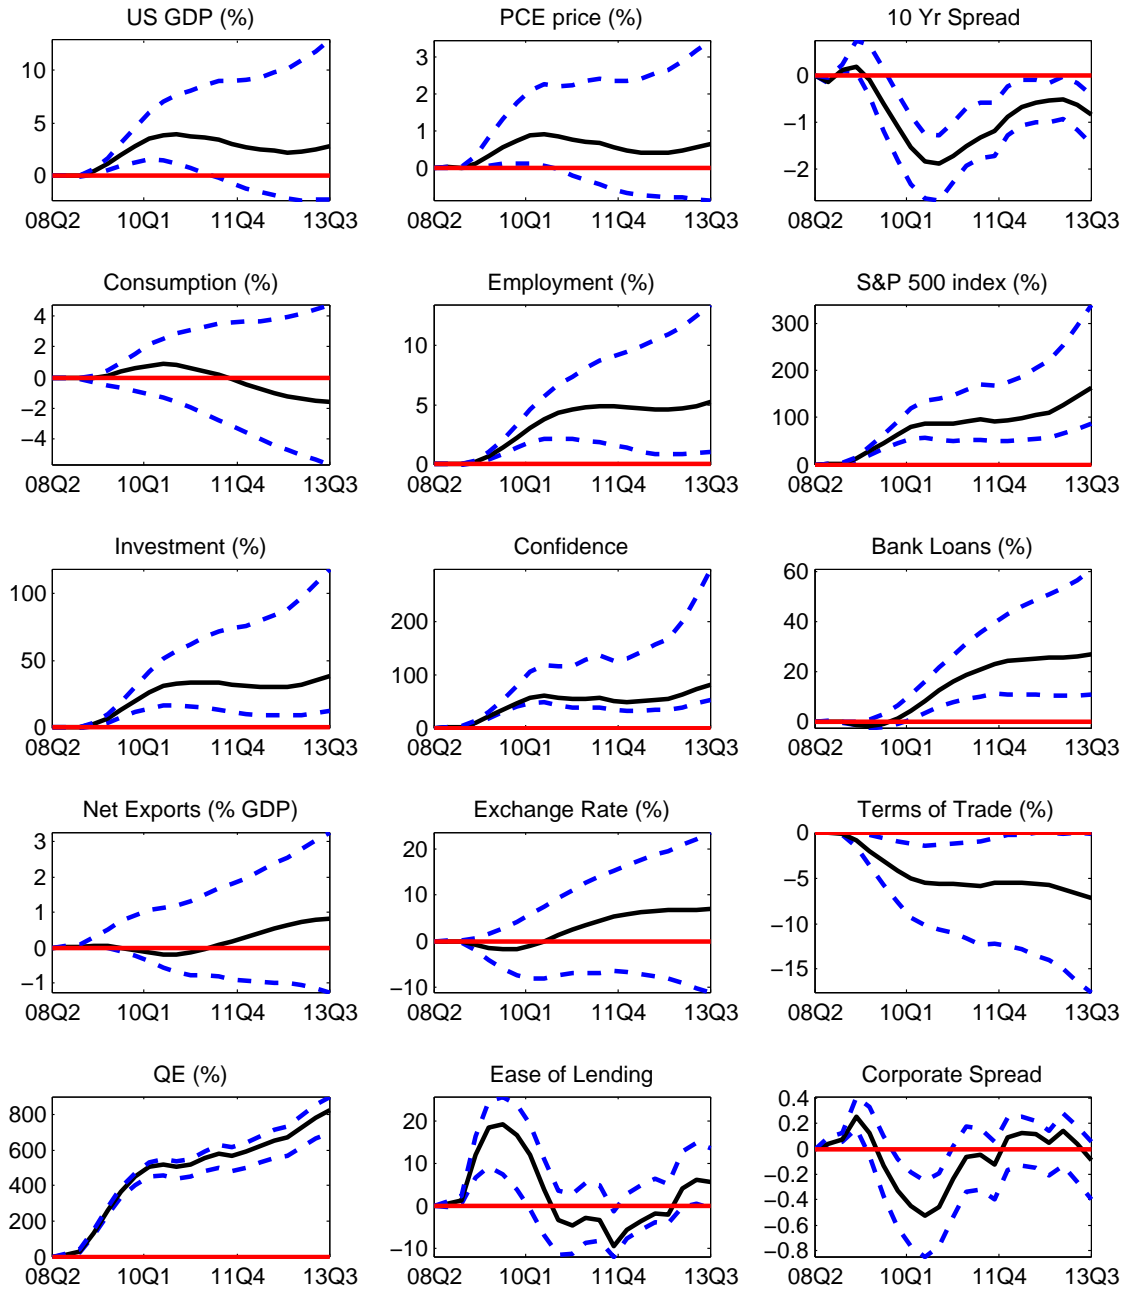 US GDP (%)
PCE price (%)
10 Yr Spread
10
5
0
08Q2 10Q1 11Q4 13Q3
3
2
1
0
08Q2 10Q1 11Q4 13Q3
0
−1
−2
08Q2 10Q1 11Q4 13Q3
Consumption (%)
Employment (%)
S&P 500 index (%)
4
2
0
−2
−4
08Q2 10Q1 11Q4 13Q3
10
5
0
08Q2 10Q1 11Q4 13Q3
300
200
100
0
08Q2 10Q1 11Q4 13Q3
Investment (%)
Confidence
Bank Loans (%)
100
50
0
08Q2 10Q1 11Q4 13Q3
200
100
0
08Q2 10Q1 11Q4 13Q3
60
40
20
0
08Q2 10Q1 11Q4 13Q3
Net Exports (% GDP)
Exchange Rate (%)
Terms of Trade (%)
3
2
1
0
−1
08Q2 10Q1 11Q4 13Q3
20
10
0
−10
08Q2 10Q1 11Q4 13Q3
0
−5
−10
−15
08Q2 10Q1 11Q4 13Q3
QE (%)
Ease of Lending
Corporate Spread
800
600
400
200
0
08Q2 10Q1 11Q4 13Q3
20
10
0
−10
08Q2 10Q1 11Q4 13Q3
0.4
0.2
0
−0.2
−0.4
−0.6
−0.8
08Q2 10Q1 11Q4 13Q3